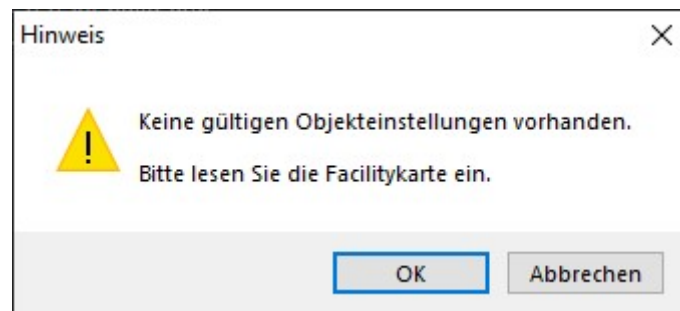 Hinweis
Keine gültigen Objekteinstellungen vorhanden.
Bitte lesen Sie die Facilitykarte ein.
OK
Abbrechen